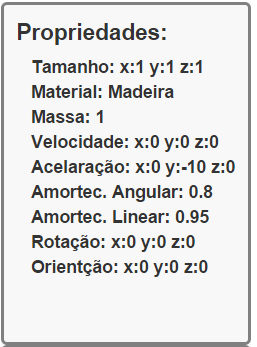 Propriedades:
Tamanho: x:1 y:1 z:1
Material: Madeira
Massa: 1
Velocidade: x:0 y:0 z:0
Acelaração: x:0 y:-10 z:0
Amortec. Angular: 0.8
Amortec. Linear: 0.95
Rotação: x:0 y:0 z:0
Orientção: x:0 y:0 z:0